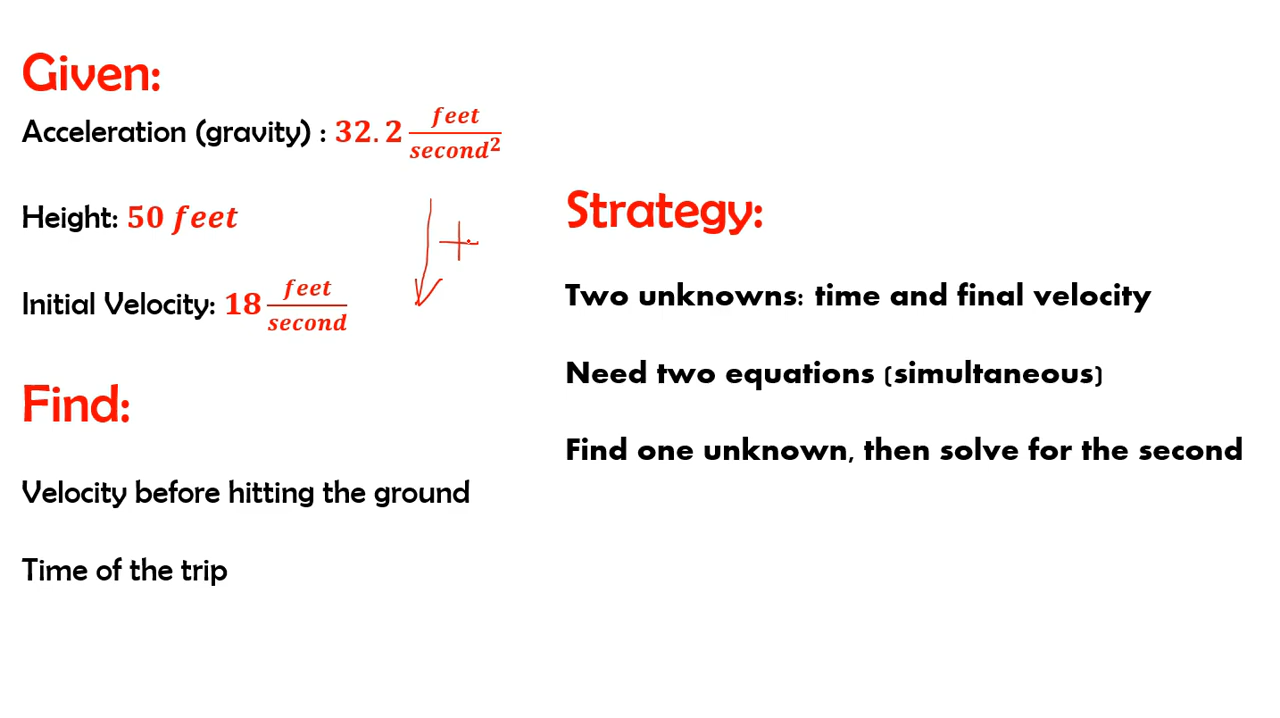 Given:
Acceleration (gravity) : 32.2 feet/second²
Height: 50 feet
+
Initial Velocity: 18 feet/second
Find:
Velocity before hitting the ground
Time of the trip
Strategy:
Two unknowns: time and final velocity
Need two equations (simultaneous)
Find one unknown, then solve for the second